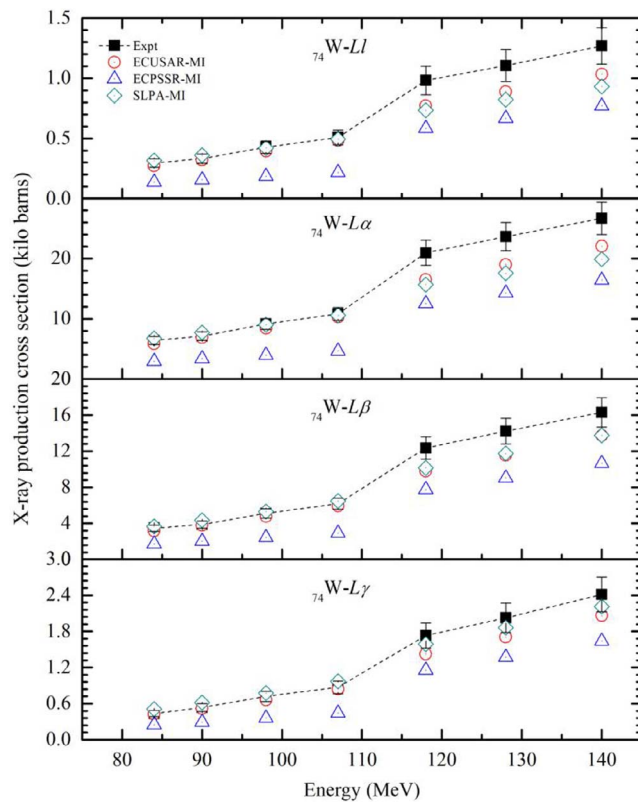 1.5
₇₄W-Ll
Expt
ECUSAR-MI
ECPSSR-MI
SLPA-MI
1.0
0.5
0.0
₇₄W-Lα
20
10
20
₇₄W-Lβ
16
12
8
4
3.0
₇₄W-Lγ
2.4
1.8
1.2
0.6
0.0
80 90 100 110 120 130 140
Energy (MeV)
X-ray production cross section (kilo barns)